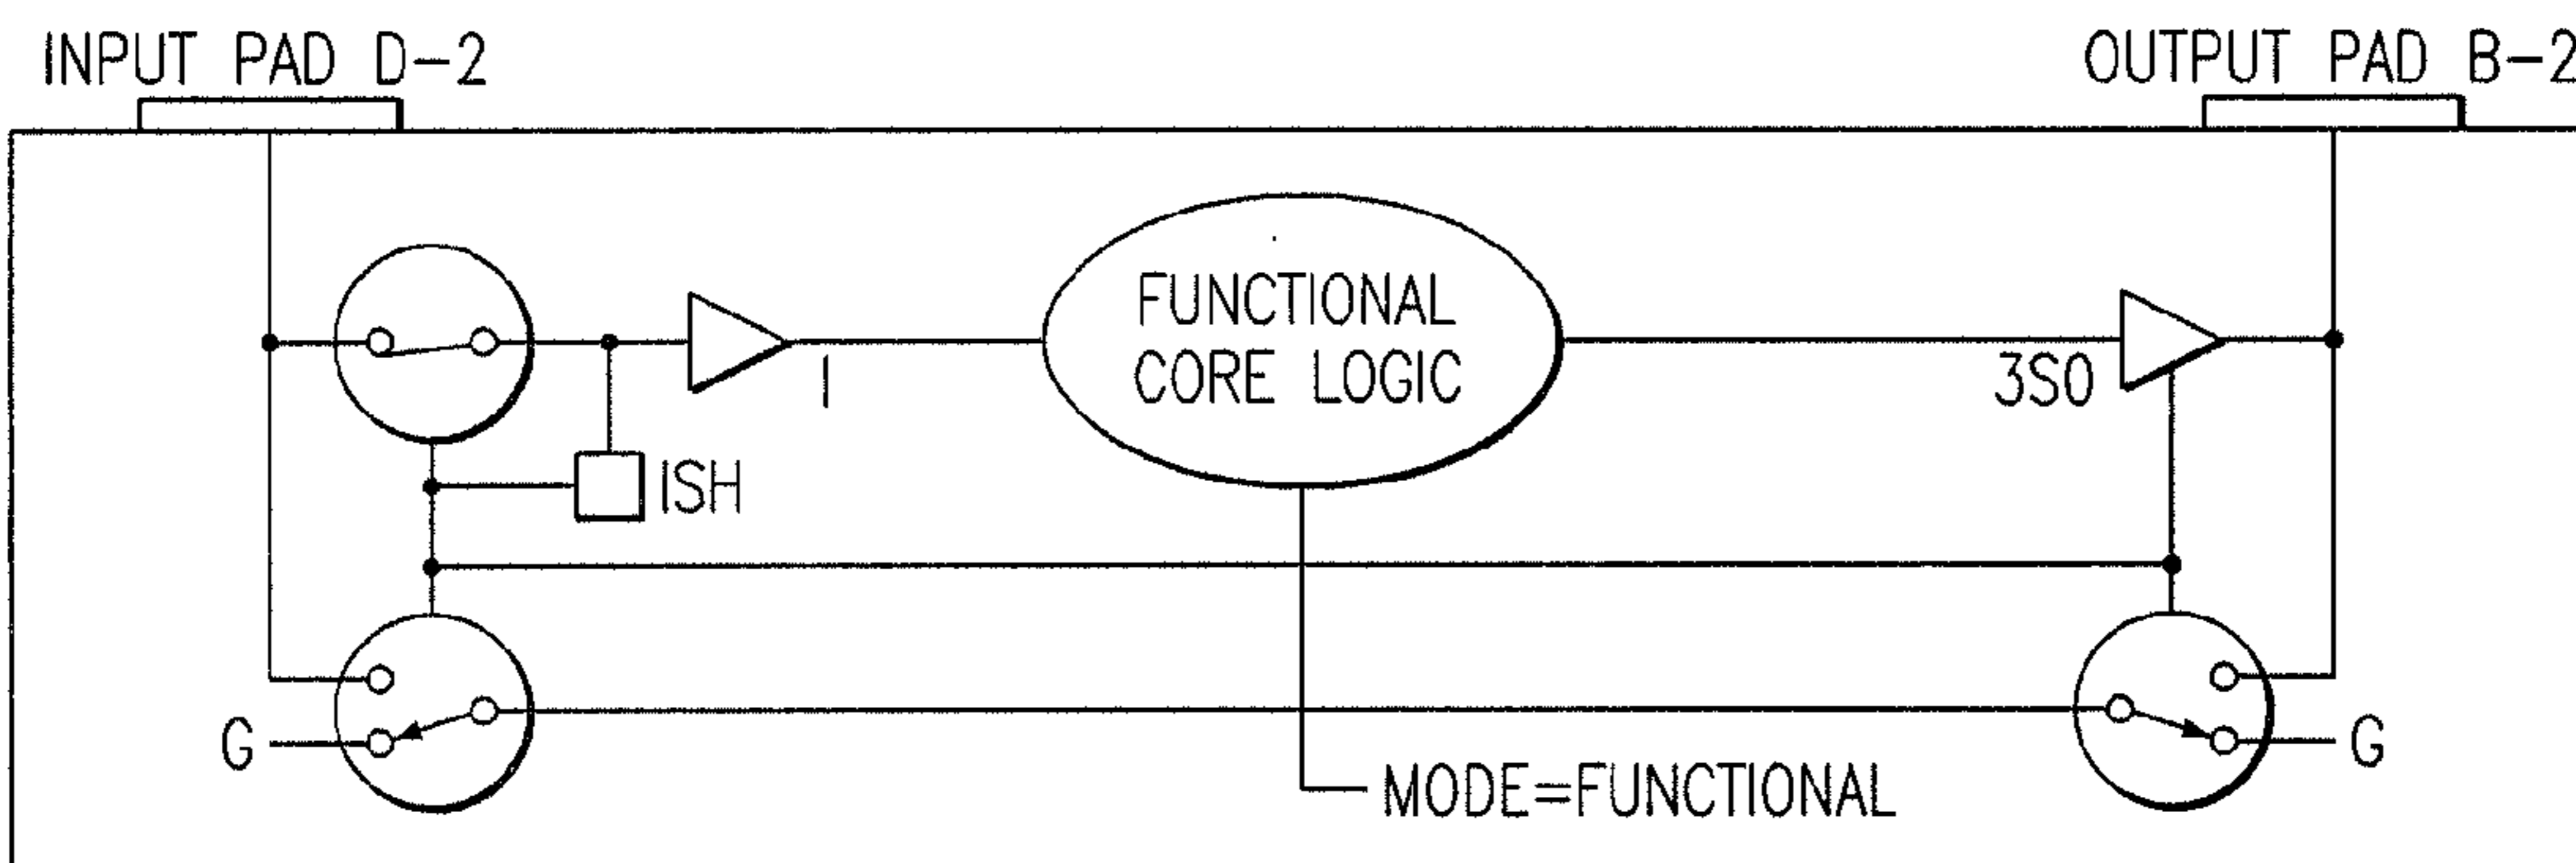 INPUT PAD D-2
OUTPUT PAD B-2
FUNCTIONAL
CORE LOGIC
I
3SO
ISH
G
G
MODE=FUNCTIONAL